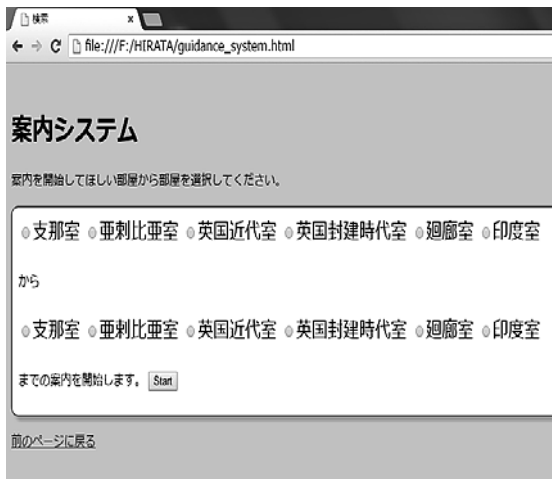 検索
file:///F:/HIRATA/guidance_system.html
案内システム
案内を開始してほしい部屋から部屋を選択してください。
支那室 亜刺比亜室 英国近代室 英国封建時代室 廻廊室 印度室
から
支那室 亜刺比亜室 英国近代室 英国封建時代室 廻廊室 印度室
までの案内を開始します。 Start
前のページに戻る